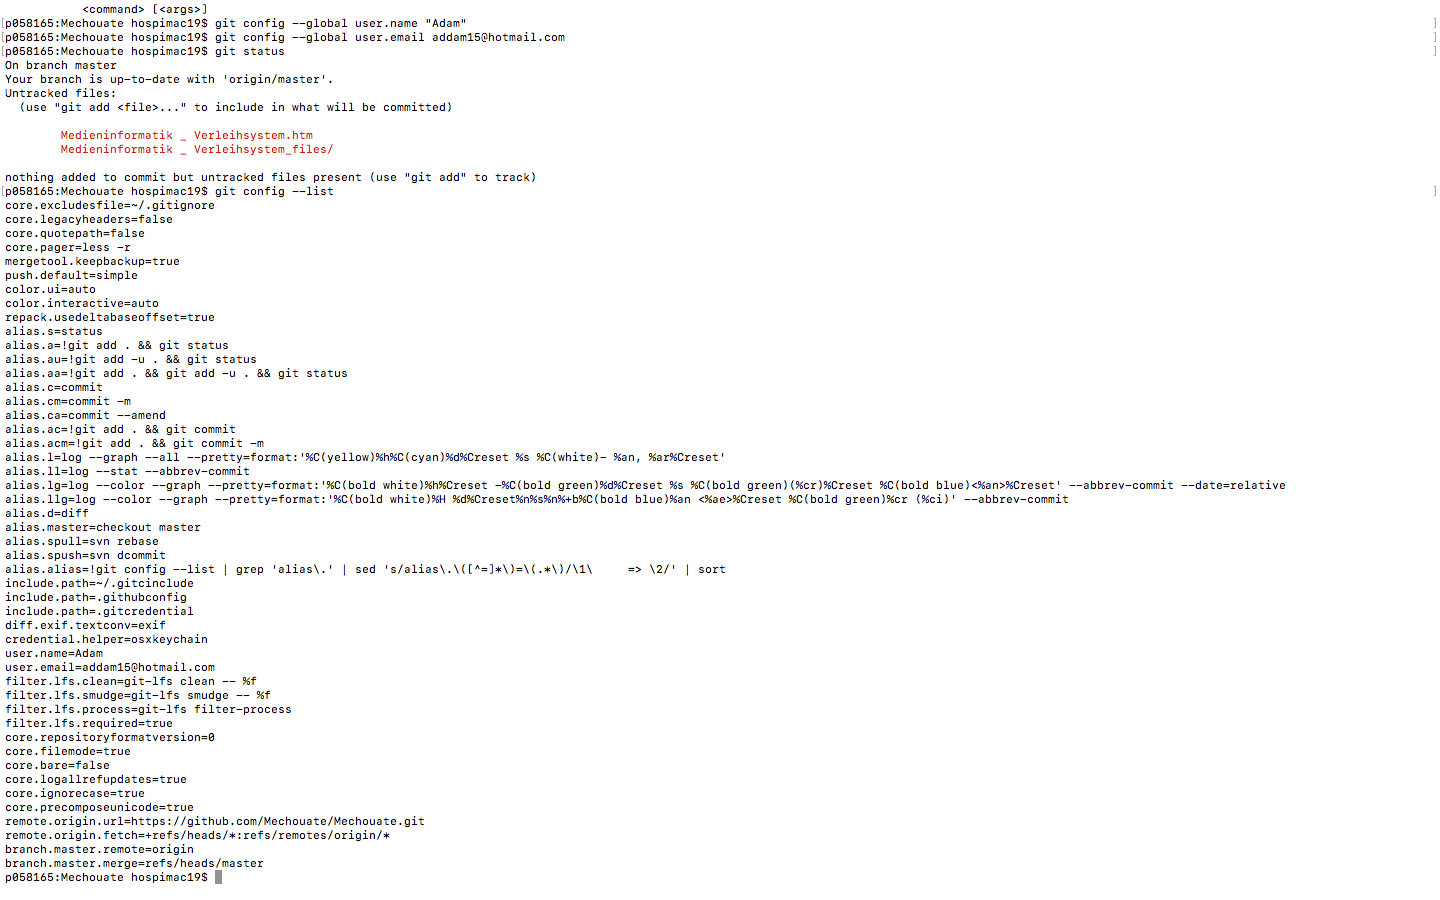 <command> [<args>]
[p058165:Mechouate hospimac19$ git config --global user.name "Adam" ]
[p058165:Mechouate hospimac19$ git config --global user.email addam15@hotmail.com ]
[p058165:Mechouate hospimac19$ git status ]
On branch master
Your branch is up-to-date with 'origin/master'.
Untracked files:
(use "git add <file>..." to include in what will be committed)
Medieninformatik _ Verleihsystem.htm
Medieninformatik _ Verleihsystem_files/
nothing added to commit but untracked files present (use "git add" to track)
[p058165:Mechouate hospimac19$ git config --list ]
core.excludesfile=~/.gitignore
core.legacyheaders=false
core.quotepath=false
core.pager=less -r
mergetool.keepbackup=true
push.default=simple
color.ui=auto
color.interactive=auto
repack.usedeltabaseoffset=true
alias.s=status
alias.a=!git add . && git status
alias.au=!git add -u . && git status
alias.aa=!git add . && git add -u . && git status
alias.c=commit
alias.cm=commit -m
alias.ca=commit --amend
alias.ac=!git add . && git commit
alias.acm=!git add . && git commit -m
alias.l=log --graph --all --pretty=format:'%C(yellow)%h%C(cyan)%d%Creset %s %C(white)- %an, %ar%Creset'
alias.ll=log --stat --abbrev-commit
alias.lg=log --color --graph --pretty=format:'%C(bold white)%h%Creset -%C(bold green)%d%Creset %s %C(bold green)(%cr)%Creset %C(bold blue)<%an>%Creset' --abbrev-commit --date=relative
alias.llg=log --color --graph --pretty=format:'%C(bold white)%H %d%Creset%n%s%n%+b%C(bold blue)%an <%ae>%Creset %C(bold green)%cr (%ci)' --abbrev-commit
alias.d=diff
alias.master=checkout master
alias.spull=svn rebase
alias.spush=svn dcommit
alias.alias=!git config --list | grep 'alias\.' | sed 's/alias\.\([^=]*\)=\(.*\)/\1\     => \2/' | sort
include.path=~/.gitcinclude
include.path=.githubconfig
include.path=.gitcredential
diff.exif.textconv=exif
credential.helper=osxkeychain
user.name=Adam
user.email=addam15@hotmail.com
filter.lfs.clean=git-lfs clean -- %f
filter.lfs.smudge=git-lfs smudge -- %f
filter.lfs.process=git-lfs filter-process
filter.lfs.required=true
core.repositoryformatversion=0
core.filemode=true
core.bare=false
core.logallrefupdates=true
core.ignorecase=true
core.precomposeunicode=true
remote.origin.url=https://github.com/Mechouate/Mechouate.git
remote.origin.fetch=+refs/heads/*:refs/remotes/origin/*
branch.master.remote=origin
branch.master.merge=refs/heads/master
p058165:Mechouate hospimac19$